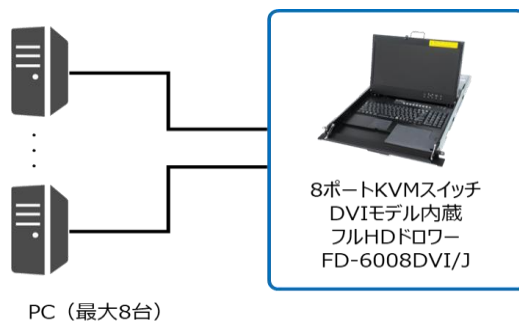 8ポートKVMスイッチ
DVIモデル内蔵
フルHDドロワー
FD-6008DVI/J
PC（最大8台）